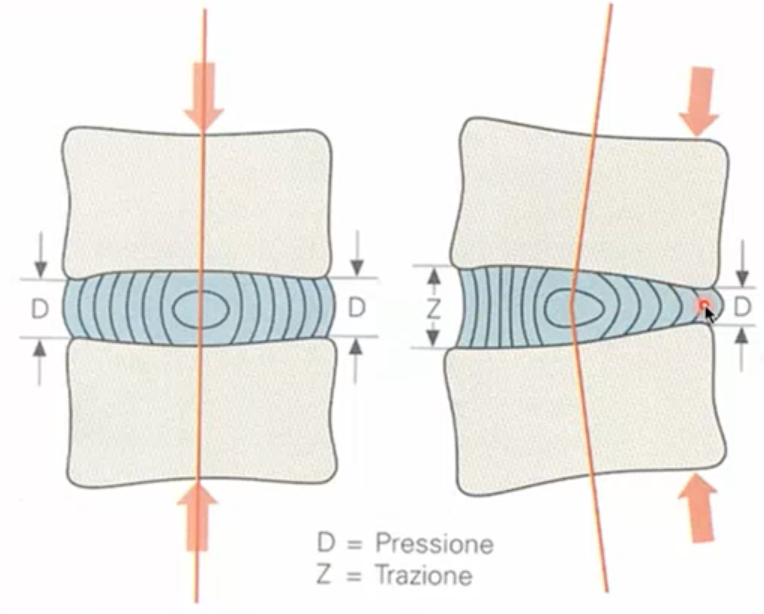 D
D
Z
D
D = Pressione
Z = Trazione